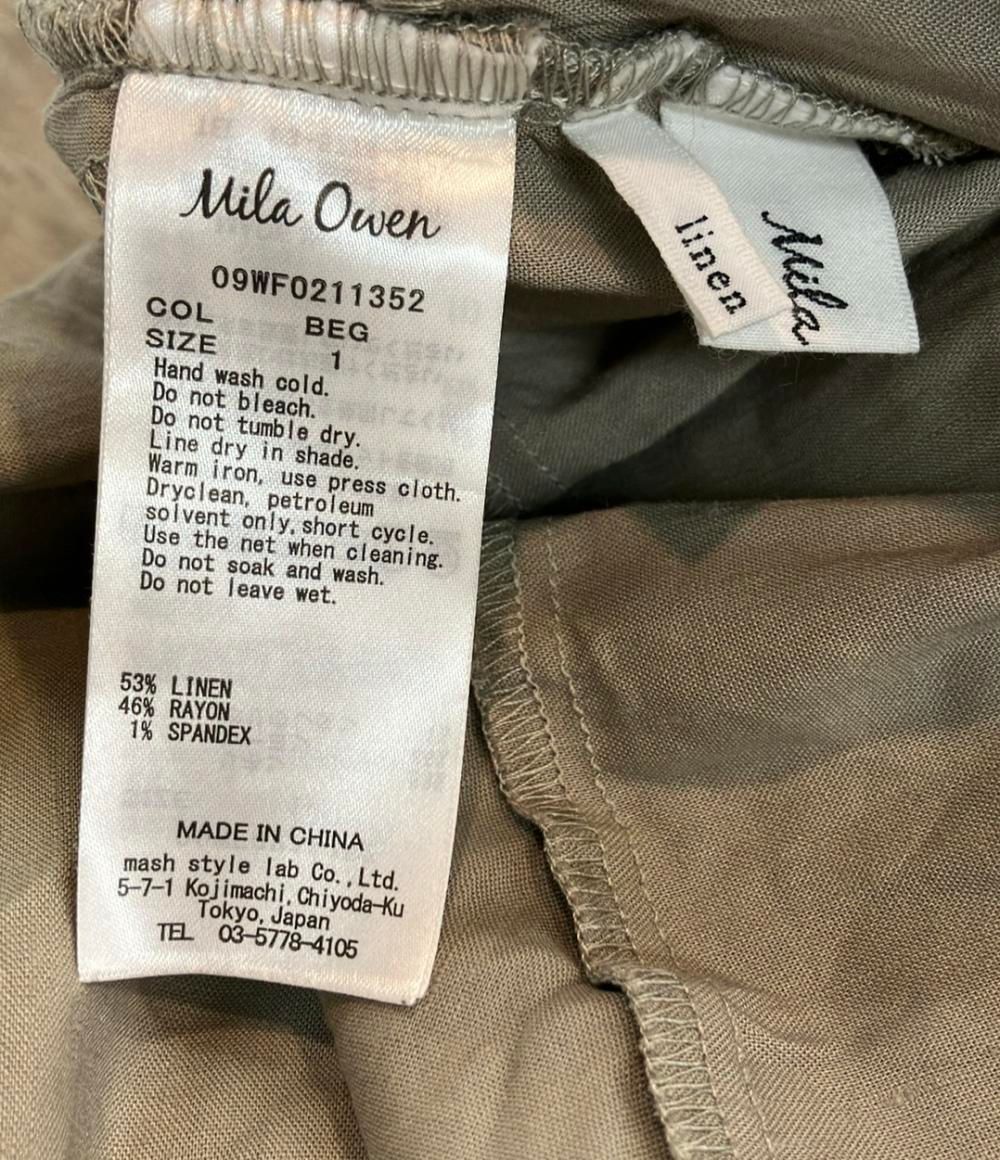 Mila Owen
09WF0211352
COL BEG
SIZE 1
Hand wash cold.
Do not bleach.
Do not tumble dry.
Line dry in shade.
Warm iron, use press cloth.
Dryclean, petroleum
solvent only, short cycle.
Use the net when cleaning.
Do not soak and wash.
Do not leave wet.
53% LINEN
46% RAYON
1% SPANDEX
MADE IN CHINA
mash style lab Co.,Ltd.
5-7-1 Kojimachi, Chiyoda-Ku
Tokyo, Japan
TEL 03-5778-4105
linen
Mila